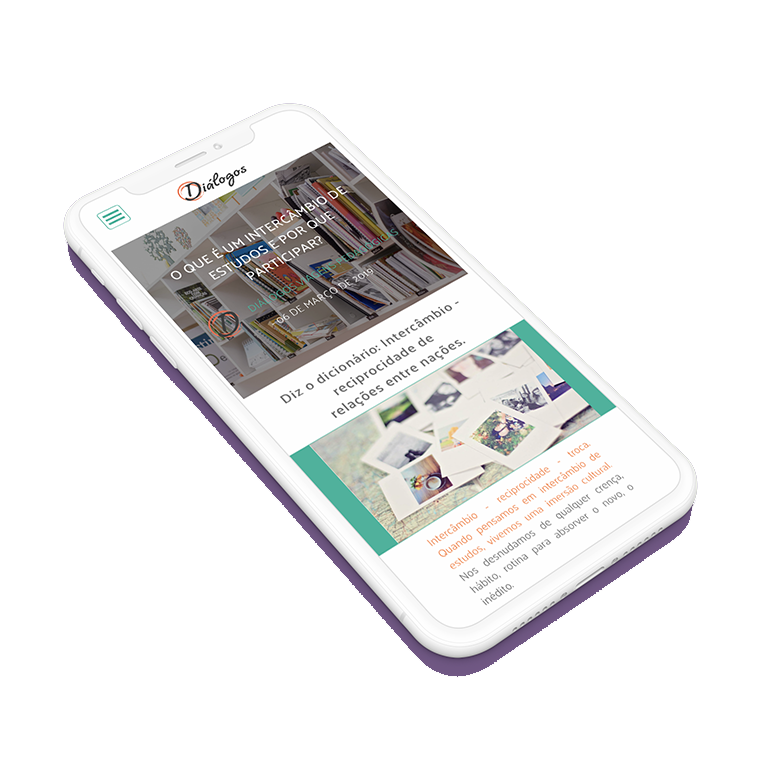 Diálogos
O QUE É UM INTERCÂMBIO DE
ESTUDOS E POR QUE
PARTICIPAR?
- 06 DE MARÇO DE 2019
Diz o dicionário: Intercâmbio -
reciprocidade de
relações entre nações.
Intercâmbio - reciprocidade - troca.
Quando pensamos em intercâmbio de
estudos, vivemos uma imersão cultural.
Nos desnudamos de qualquer crença,
hábito, rotina para absorver o novo, o
inédito.